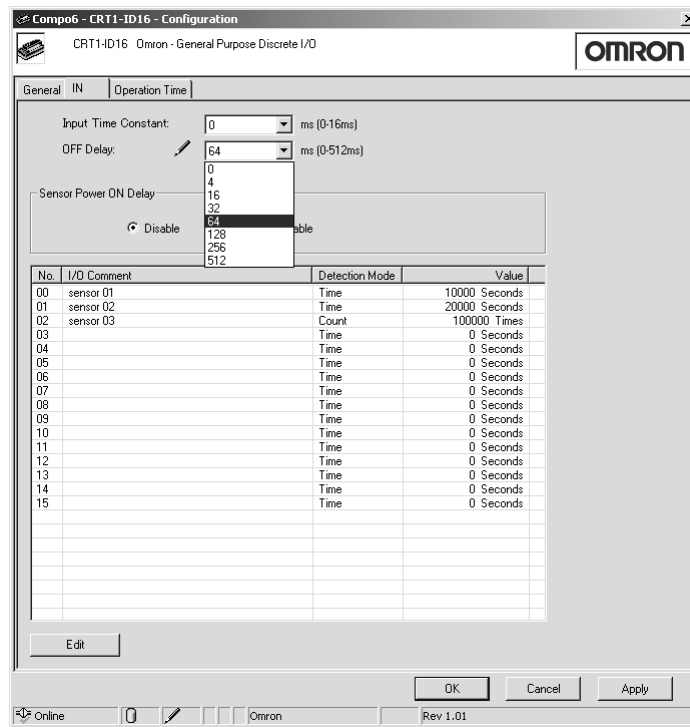 Compo6 - CRT1-ID16 - Configuration
CRT1-ID16 Omron - General Purpose Discrete I/O
OMRON
General IN Operation Time
Input Time Constant: 0 ms (0-16ms)
OFF Delay: 64 ms (0-512ms)
0
4
16
32
64
128
256
512
Sensor Power ON Delay
Disable able
No. I/O Comment Detection Mode Value
00 sensor 01 Time 10000 Seconds
01 sensor 02 Time 20000 Seconds
02 sensor 03 Count 100000 Times
03 Time 0 Seconds
04 Time 0 Seconds
05 Time 0 Seconds
06 Time 0 Seconds
07 Time 0 Seconds
08 Time 0 Seconds
09 Time 0 Seconds
10 Time 0 Seconds
11 Time 0 Seconds
12 Time 0 Seconds
13 Time 0 Seconds
14 Time 0 Seconds
15 Time 0 Seconds
Edit
OK Cancel Apply
Online Omron Rev 1.01